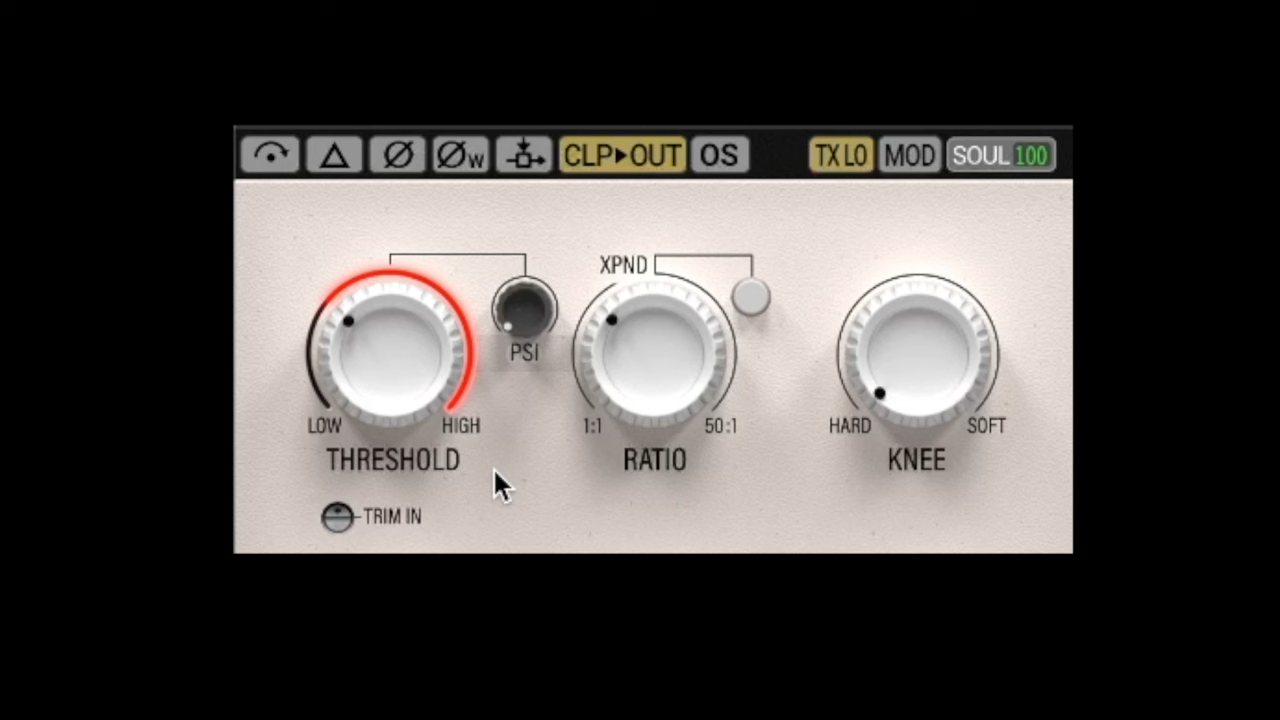 Ø Øw CLP▶OUT OS TX LO MOD SOUL 100
XPND
PSI
LOW HIGH 1:1 50:1 HARD SOFT
THRESHOLD RATIO KNEE
TRIM IN